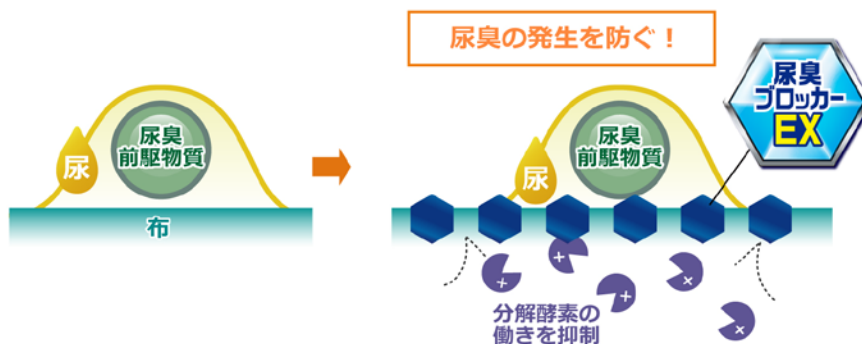 尿臭の発生を防ぐ！
尿臭
ブロッカー
EX
尿臭
前駆物質
尿
布
尿臭
前駆物質
尿
分解酵素の
働きを抑制